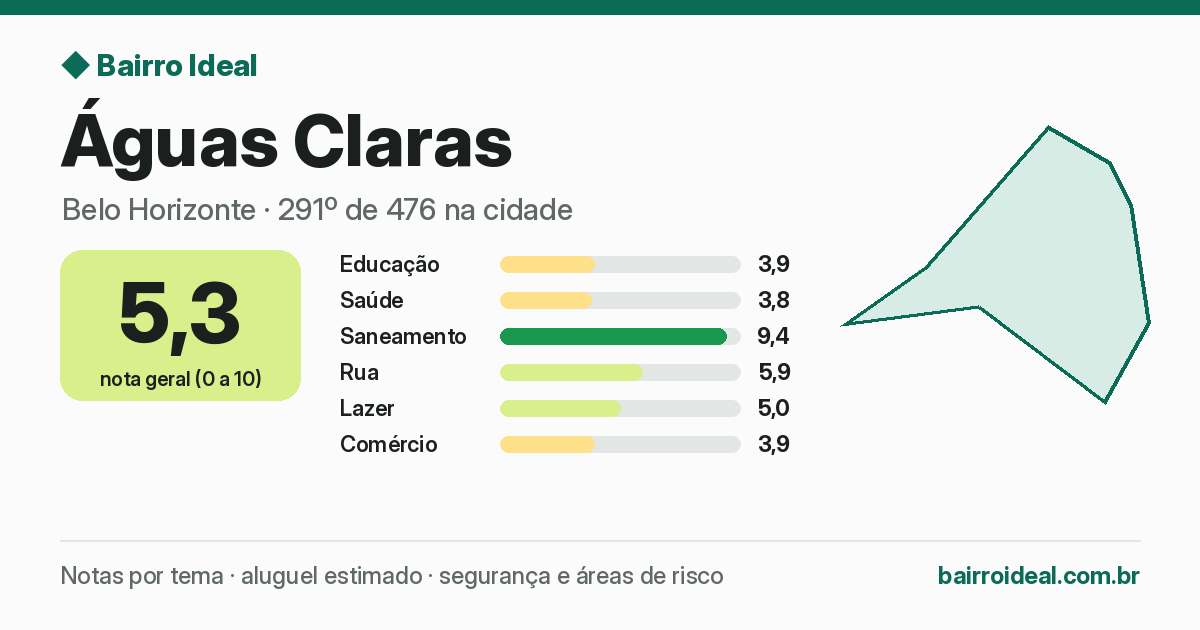 Bairro Ideal
Águas Claras
Belo Horizonte · 291º de 476 na cidade
5,3
nota geral (0 a 10)
Educação 3,9
Saúde 3,8
Saneamento 9,4
Rua 5,9
Lazer 5,0
Comércio 3,9
Notas por tema · aluguel estimado · segurança e áreas de risco
bairroideal.com.br